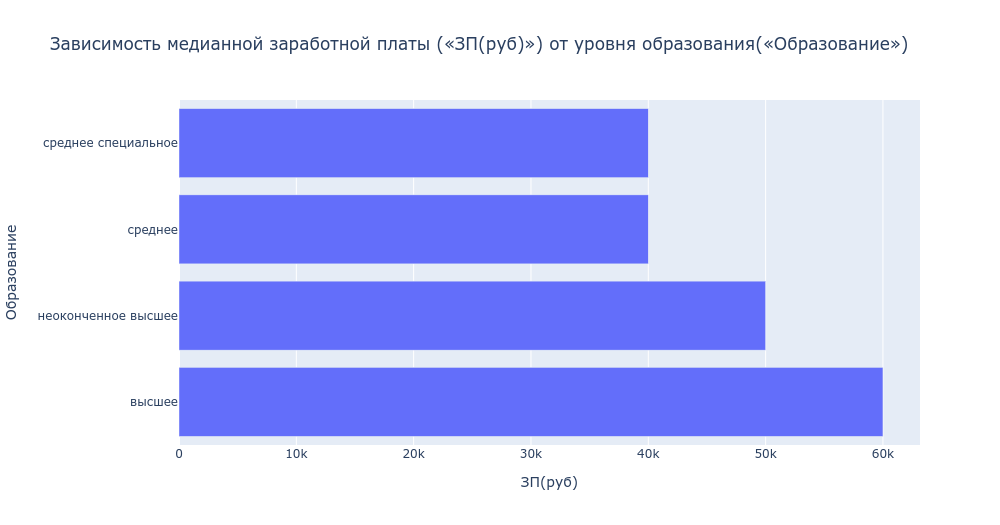 Зависимость медианной заработной платы («ЗП(руб)») от уровня образования(«Образование»)
Образование
среднее специальное
среднее
неоконченное высшее
высшее
0
10k
20k
30k
40k
50k
60k
ЗП(руб)